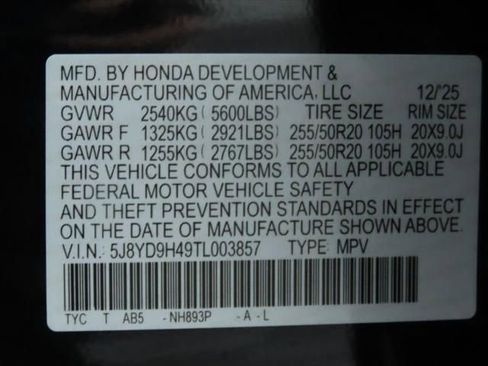 MFD. BY HONDA DEVELOPMENT &
MANUFACTURING OF AMERICA, LLC 12/'25
GVWR 2540KG (5600LBS) TIRE SIZE RIM SIZE
GAWR F 1325KG (2921LBS) 255/50R20 105H 20X9.0J
GAWR R 1255KG (2767LBS) 255/50R20 105H 20X9.0J
THIS VEHICLE CONFORMS TO ALL APPLICABLE
FEDERAL MOTOR VEHICLE SAFETY
AND THEFT PREVENTION STANDARDS IN EFFECT
ON THE DATE OF MANUFACTURE SHOWN ABOVE.
V.I.N.: 5J8YD9H49TL003857 TYPE: MPV
TYC T AB5 -NH893P -A-L